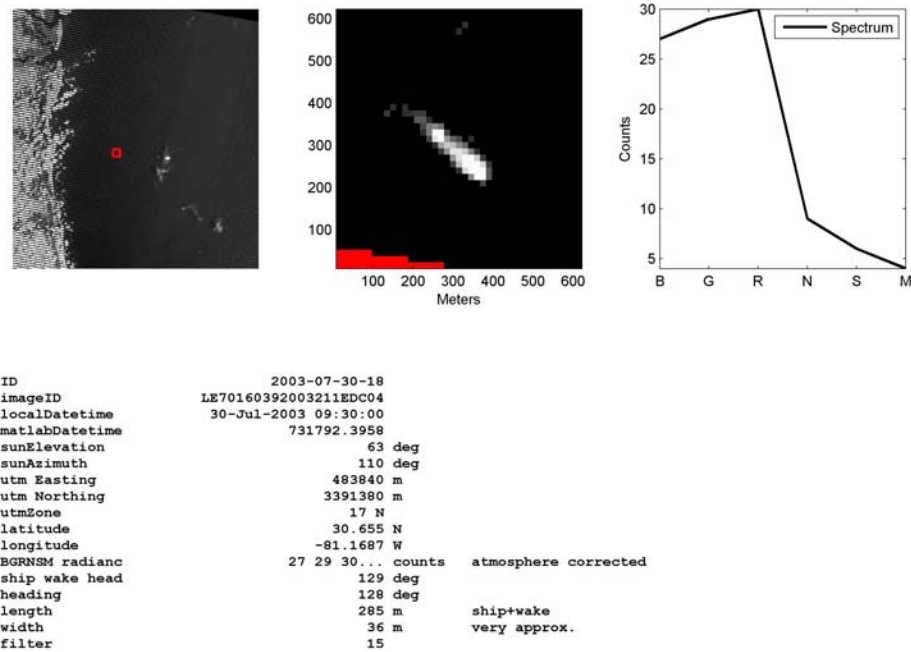 600
500
400
300
200
100
100 200 300 400 500 600
Meters
Counts
30
25
30
15
10
5
B G R N S M
Spectrum
ID 2003-07-30-18
imageID LE70160392003211EDC04
localDatetime 30-Jul-2003 09:30:00
matlabDatetime 731792.3958
sunElevation 63 deg
sunAzimuth 110 deg
utm Easting 483840 m
utm Northing 3391380 m
utmZone 17 N
latitude 30.655 N
longitude -81.1687 W
BGRNSM radianc 27 29 30... counts atmosphere corrected
ship wake head 129 deg
heading 128 deg
length 285 m ship+wake
width 36 m very approx.
filter 15